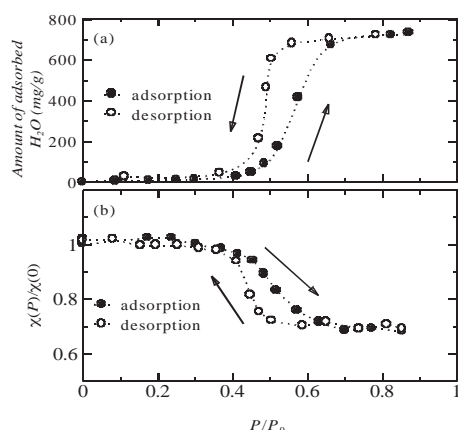 800
(a)
600
400
200
0
Amount of adsorbed
H₂O (mg/g)
adsorption
desorption
(b)
1
0.8
0.6
χ(P)/χ(0)
adsorption
desorption
0 0.2 0.4 0.6 0.8 1
P/P₀